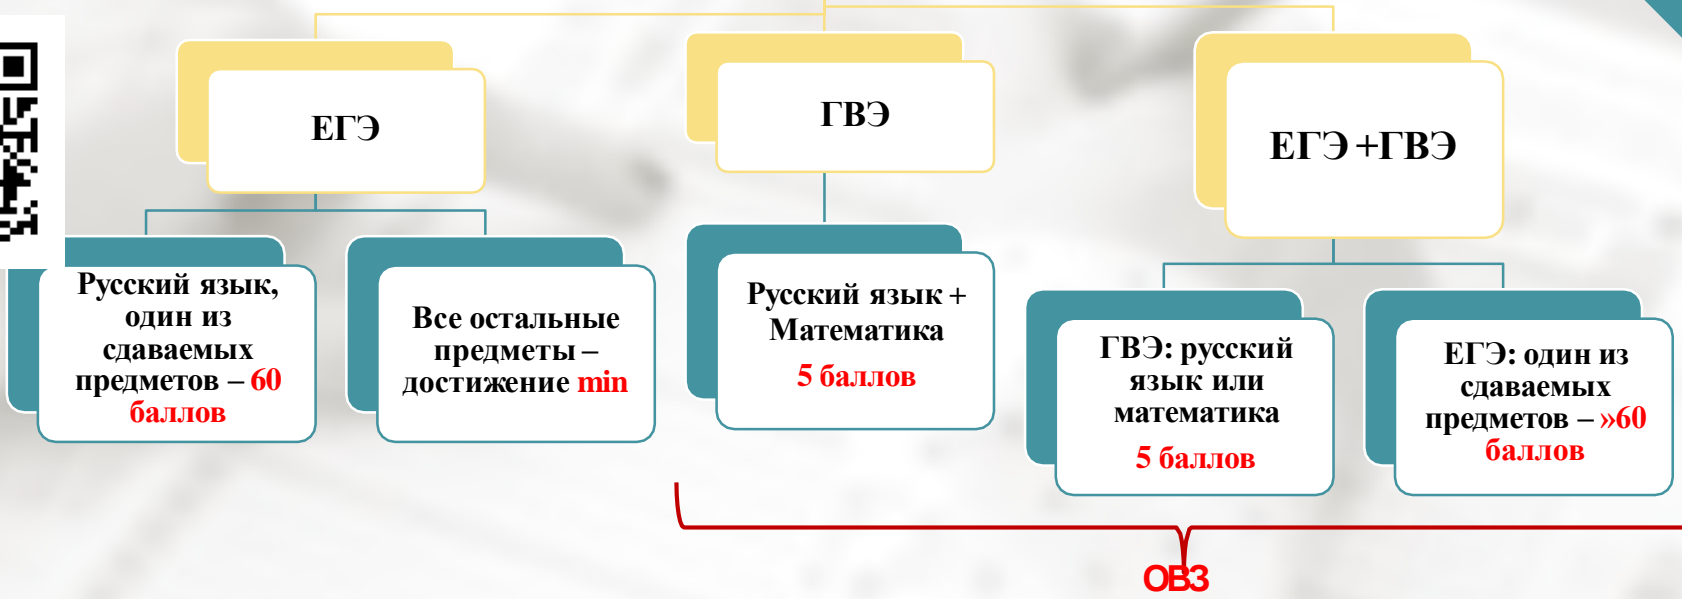 ЕГЭ
ГВЭ
ЕГЭ +ГВЭ
Русский язык,
один из
сдаваемых
предметов – 60
баллов
Все остальные
предметы –
достижение min
Русский язык +
Математика
5 баллов
ГВЭ: русский
язык или
математика
5 баллов
ЕГЭ: один из
сдаваемых
предметов – »60
баллов
ОВЗ